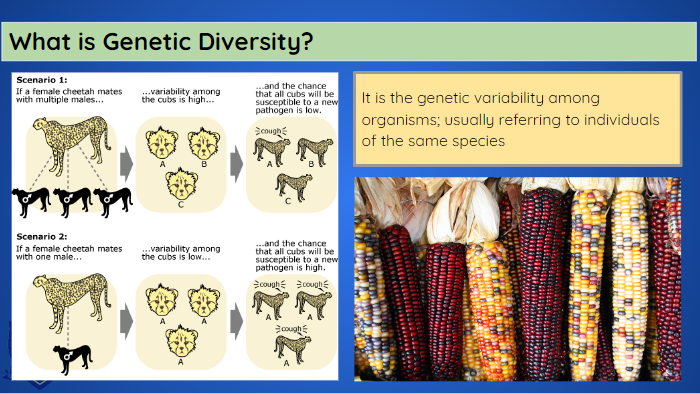 What is Genetic Diversity?
Scenario 1:
If a female cheetah mates
with multiple males...
...variability among
the cubs is high...
...and the chance
that all cubs will be
susceptible to a new
pathogen is low.
A
B
C
cough
A
B
C
Scenario 2:
If a female cheetah mates
with one male...
...variability among
the cubs is low...
...and the chance
that all cubs will be
susceptible to a new
pathogen is high.
A
A
A
cough
cough
A
A
cough
A
It is the genetic variability among
organisms; usually referring to individuals
of the same species